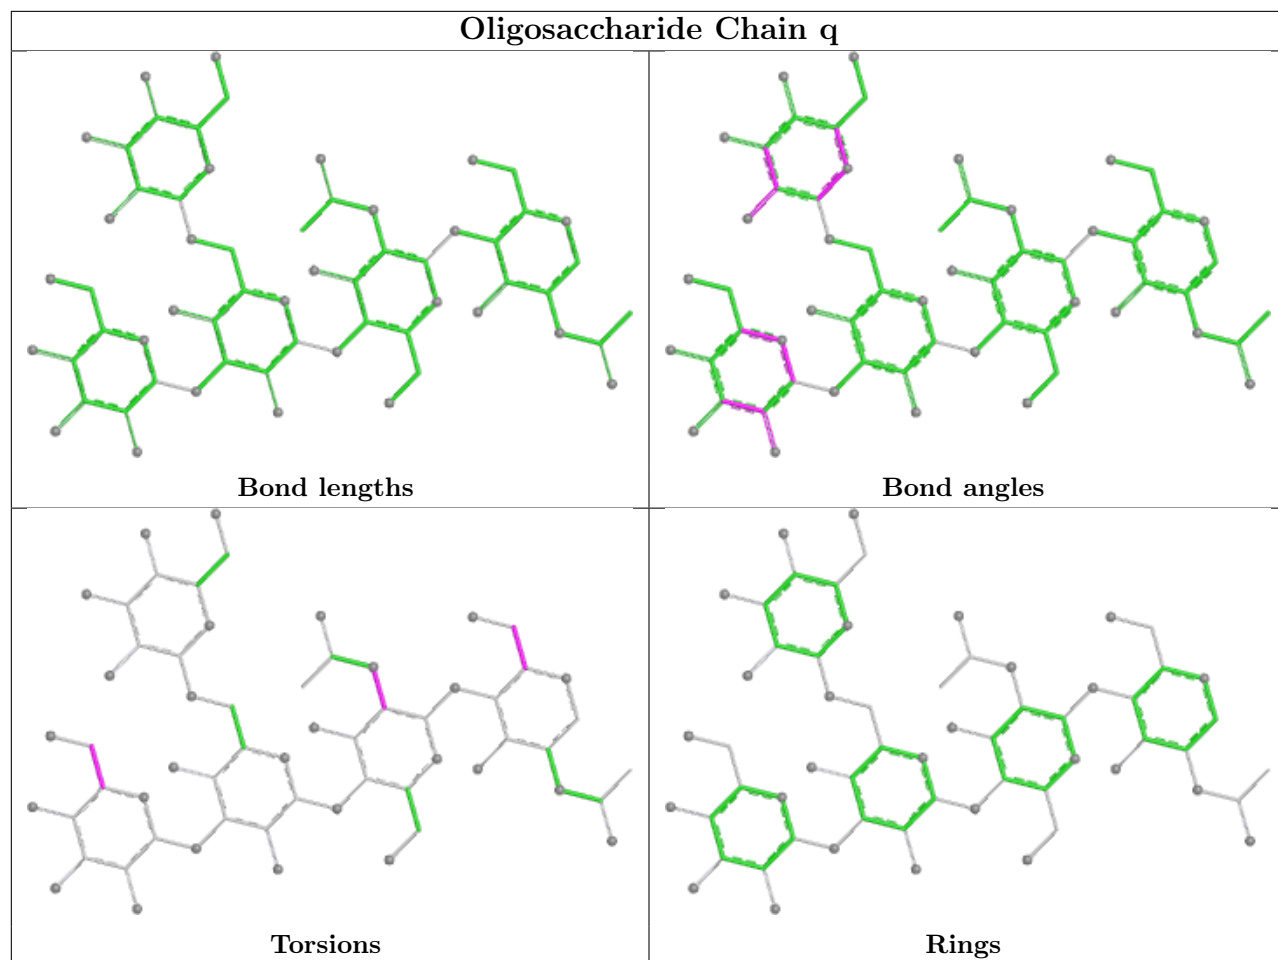 Oligosaccharide Chain q
Bond lengths
Bond angles
Torsions
Rings